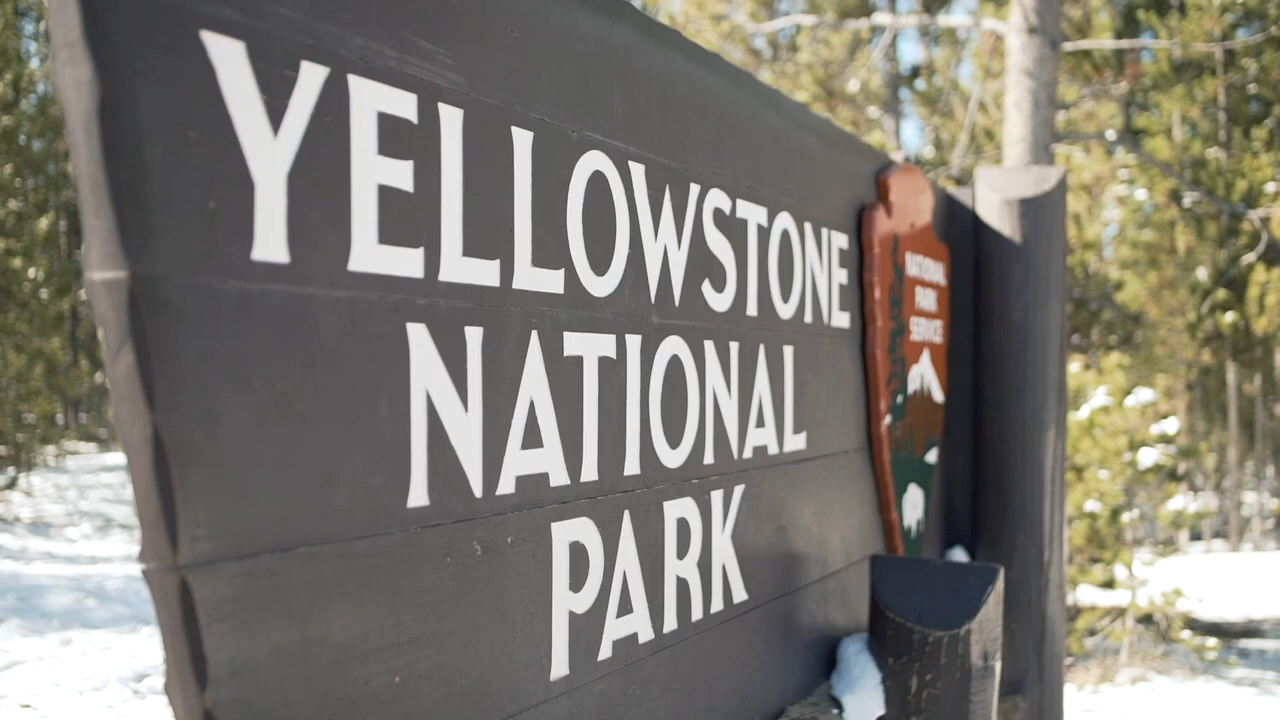 YELLOWSTONE
NATIONAL
PARK
NATIONAL
PARK
SERVICE